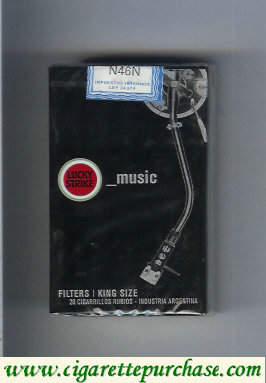 N46N
IMPUESTOS INTERNOS
LEY 24.674
LUCKY
STRIKE
_music
FILTERS | KING SIZE
20 CIGARRILLOS RUBIOS - INDUSTRIA ARGENTINA
www.cigarettepurchase.com